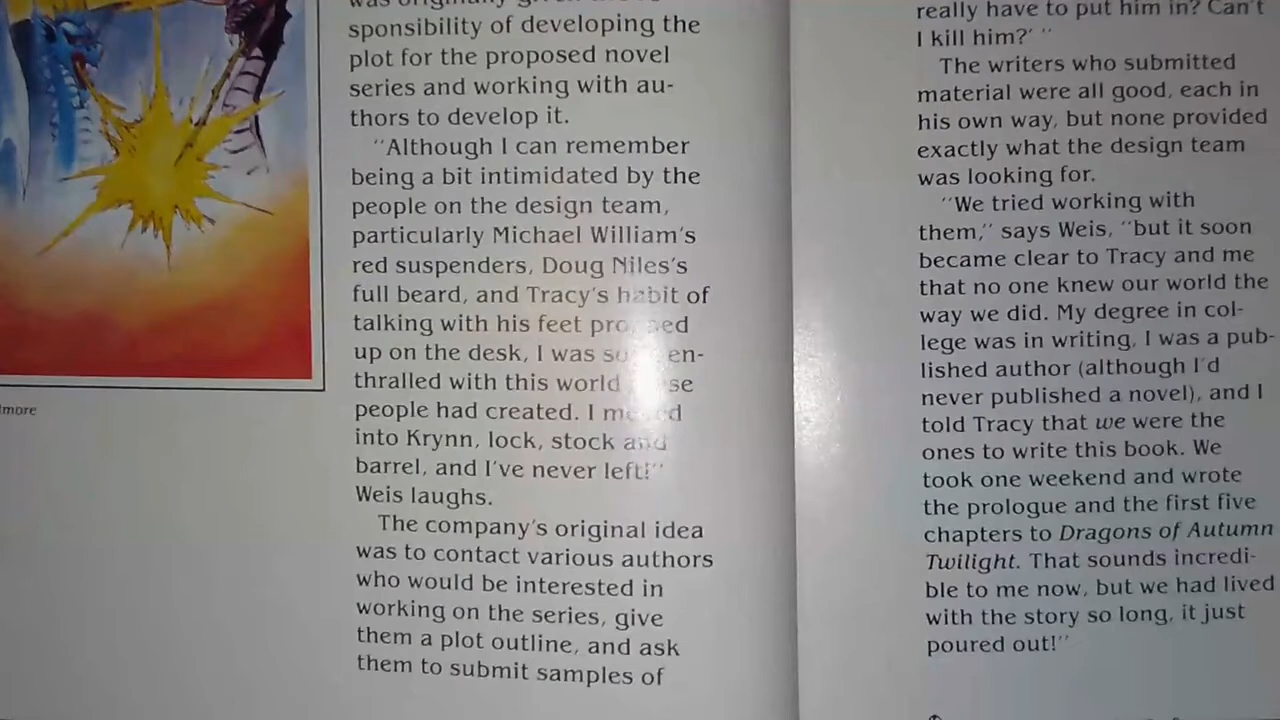 sponsibility of developing the
plot for the proposed novel
series and working with au-
thors to develop it.
"Although I can remember
being a bit intimidated by the
people on the design team,
particularly Michael William's
red suspenders, Doug Niles's
full beard, and Tracy's habit of
talking with his feet
up on the desk, I was en-
thralled with this world
people had created. I
into Krynn, lock, stock and
barrel, and I've never left!"
Weis laughs.
The company's original idea
was to contact various authors
who would be interested in
working on the series, give
them a plot outline, and ask
them to submit samples of
really have to put him in? Can't
I kill him?' "
The writers who submitted
material were all good, each in
his own way, but none provided
exactly what the design team
was looking for.
"We tried working with
them," says Weis, "but it soon
became clear to Tracy and me
that no one knew our world the
way we did. My degree in col-
lege was in writing, I was a pub-
lished author (although I'd
never published a novel), and I
told Tracy that we were the
ones to write this book. We
took one weekend and wrote
the prologue and the first five
chapters to Dragons of Autumn
Twilight. That sounds incredi-
ble to me now, but we had lived
with the story so long, it just
poured out!"